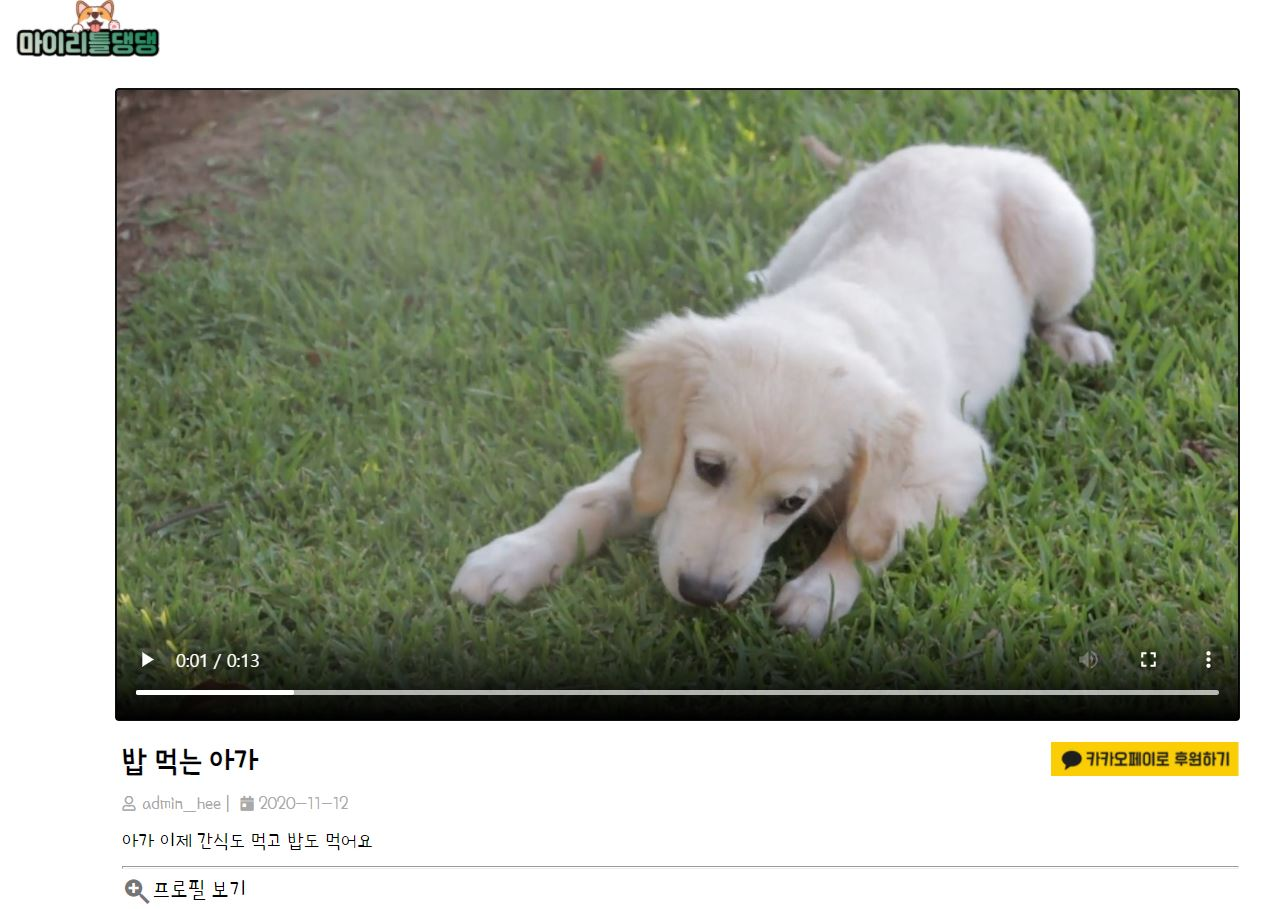 마이리틀댕댕
0:01 / 0:13
밥 먹는 아가
카카오페이로 후원하기
admin_hee | 2020-11-12
아가 이제 간식도 먹고 밥도 먹어요
프로필 보기